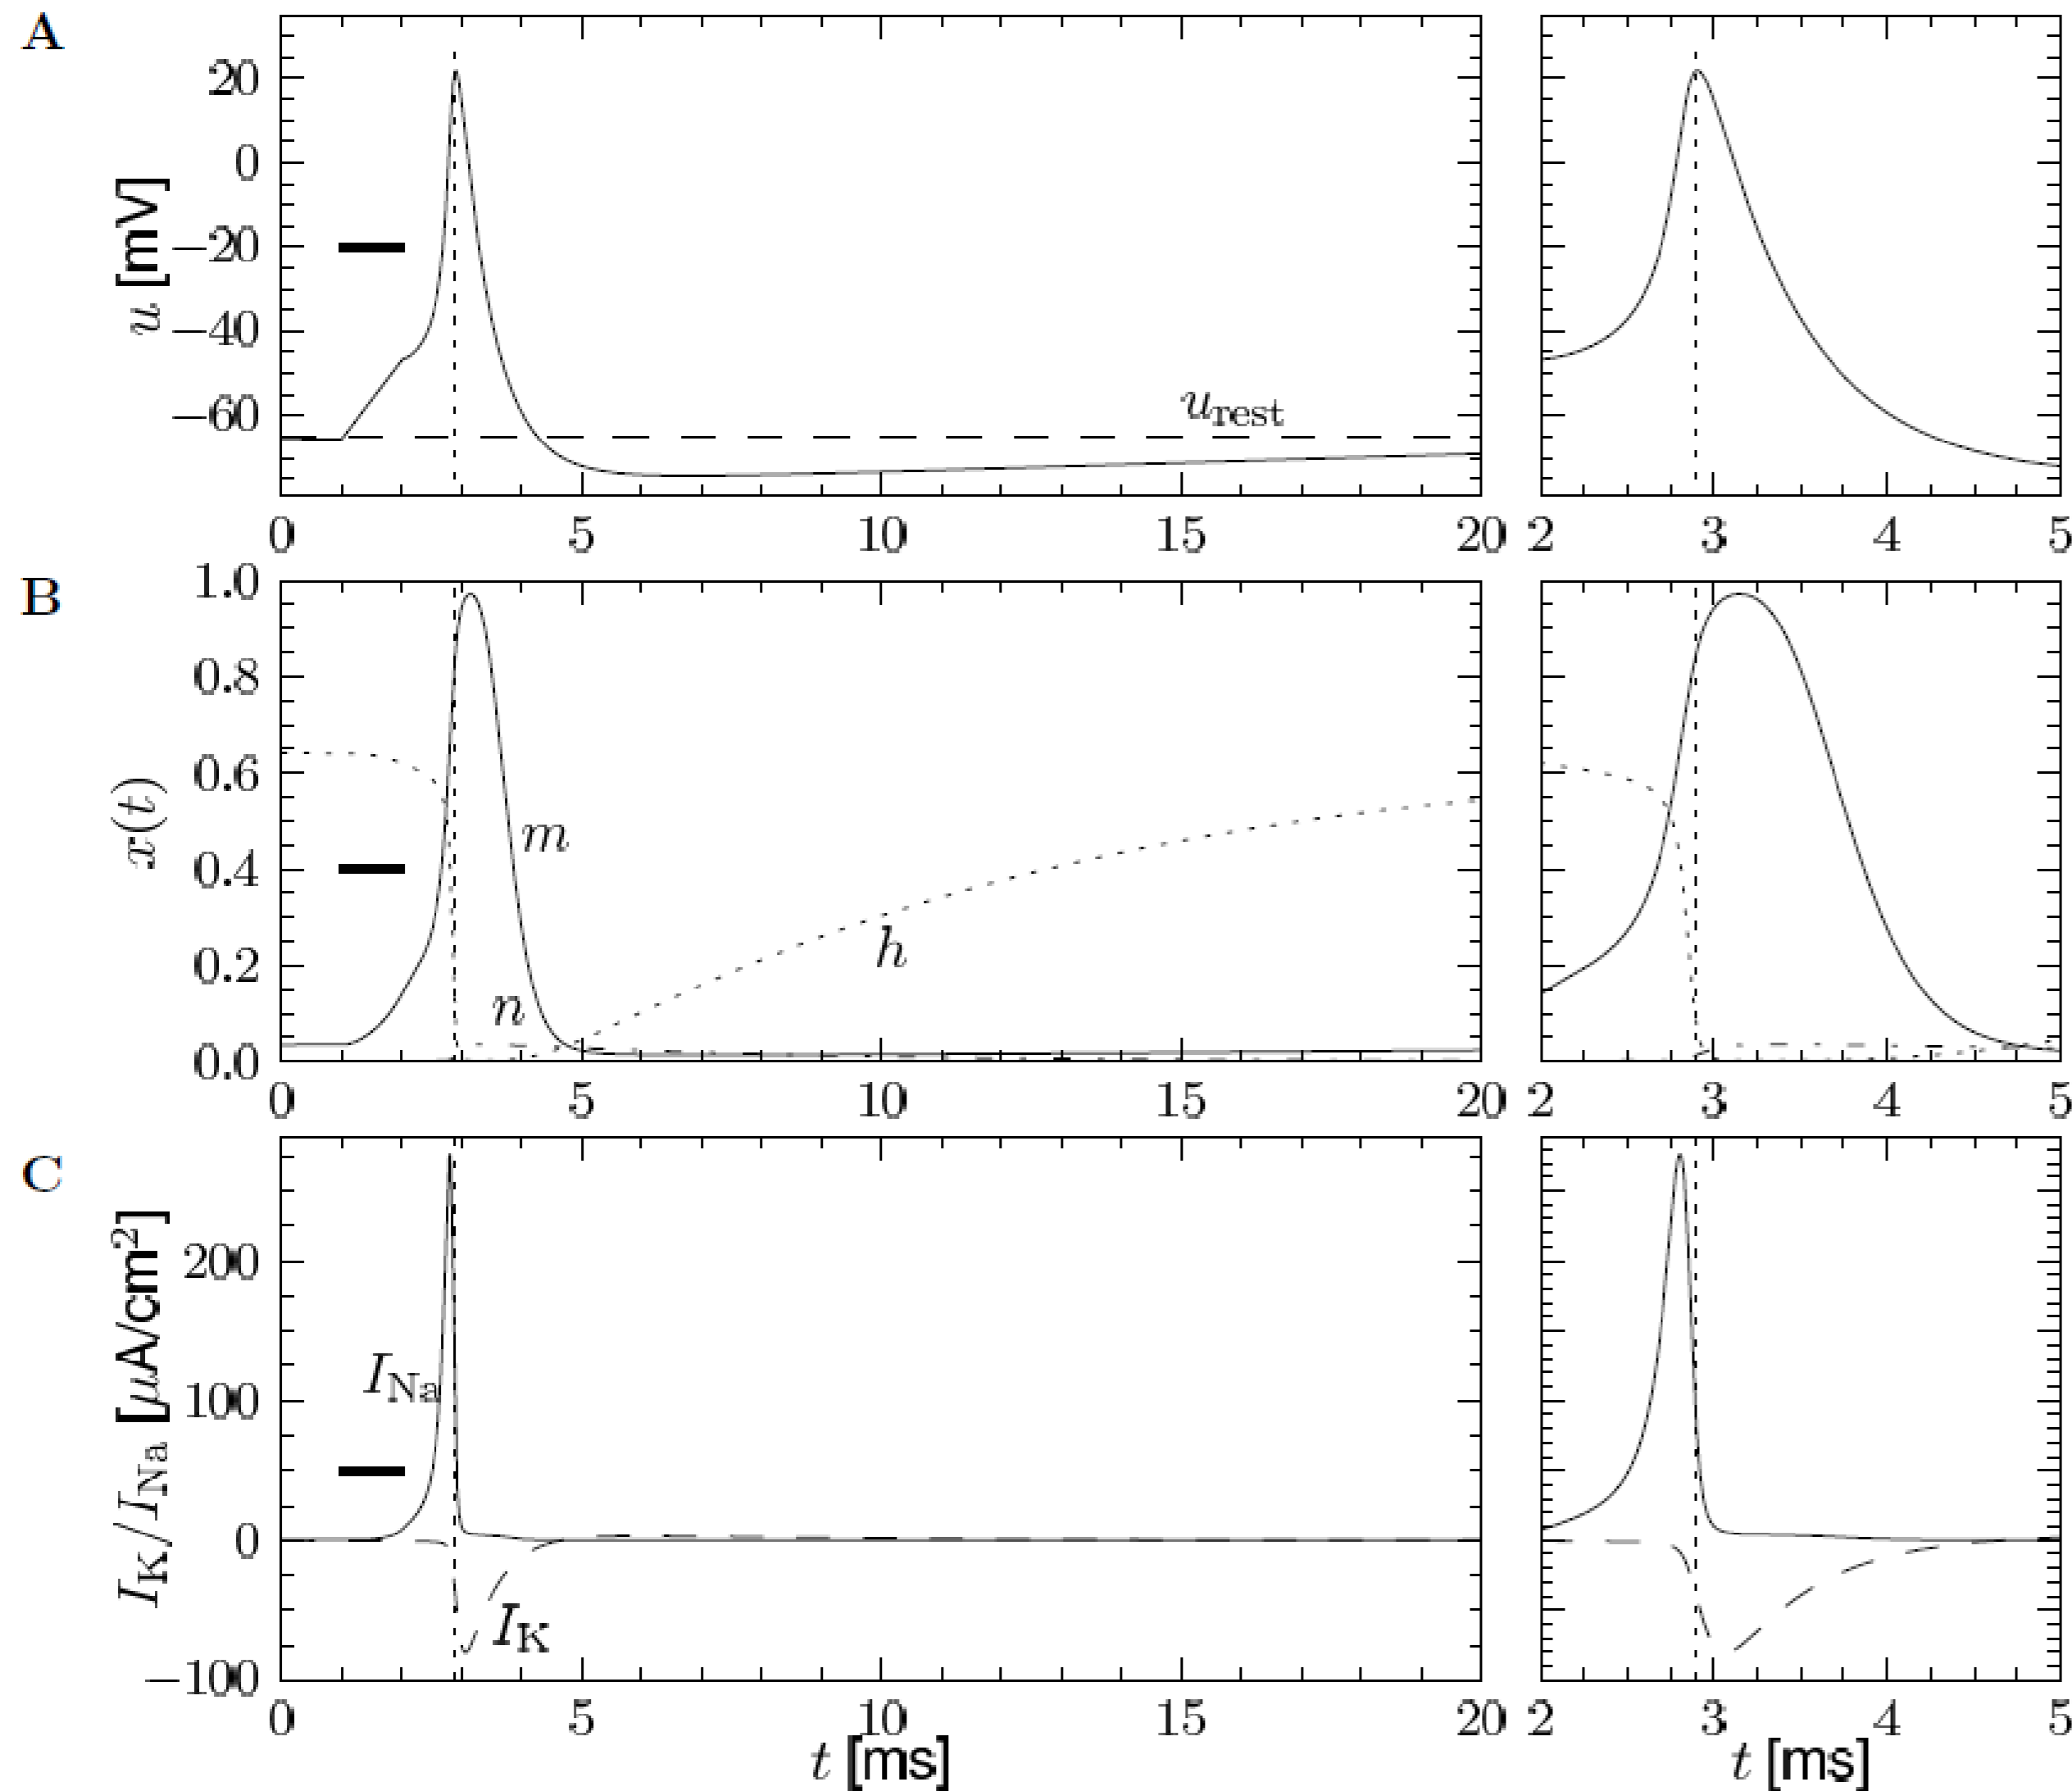 A
u [mV]
20
0
−20
−40
−60
u_rest
0 5 10 15 20 2 3 4 5
B
x(t)
1.0
0.8
0.6
0.4
0.2
0.0
m
h
n
0 5 10 15 20 2 3 4 5
C
I_K/I_Na [μA/cm²]
200
100
0
−100
I_Na
I_K
0 5 10 15 20 2 3 4 5
t [ms] t [ms]